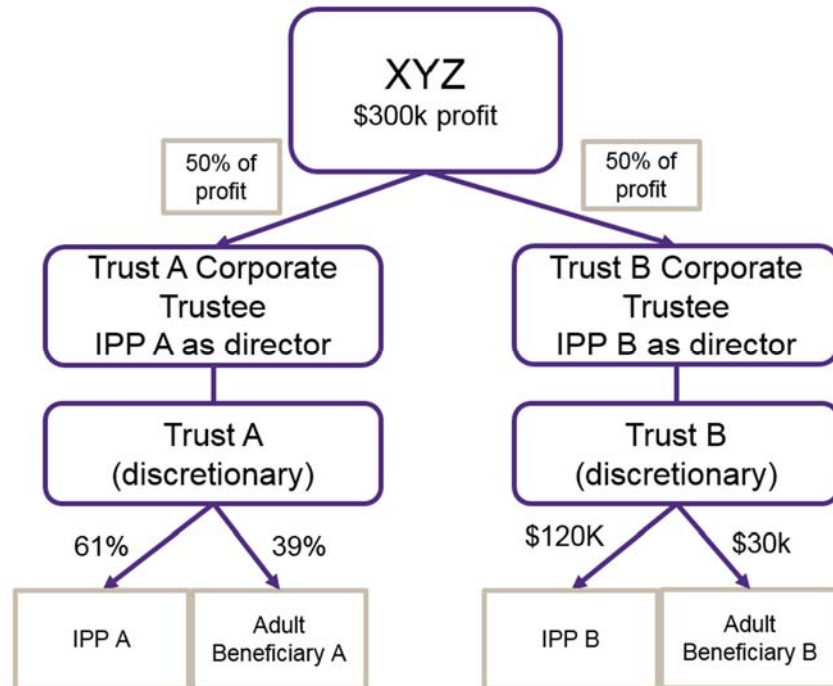 XYZ
$300k profit
50% of
profit
50% of
profit
Trust A Corporate
Trustee
IPP A as director
Trust B Corporate
Trustee
IPP B as director
Trust A
(discretionary)
Trust B
(discretionary)
61%
39%
$120K
$30k
IPP A
Adult
Beneficiary A
IPP B
Adult
Beneficiary B